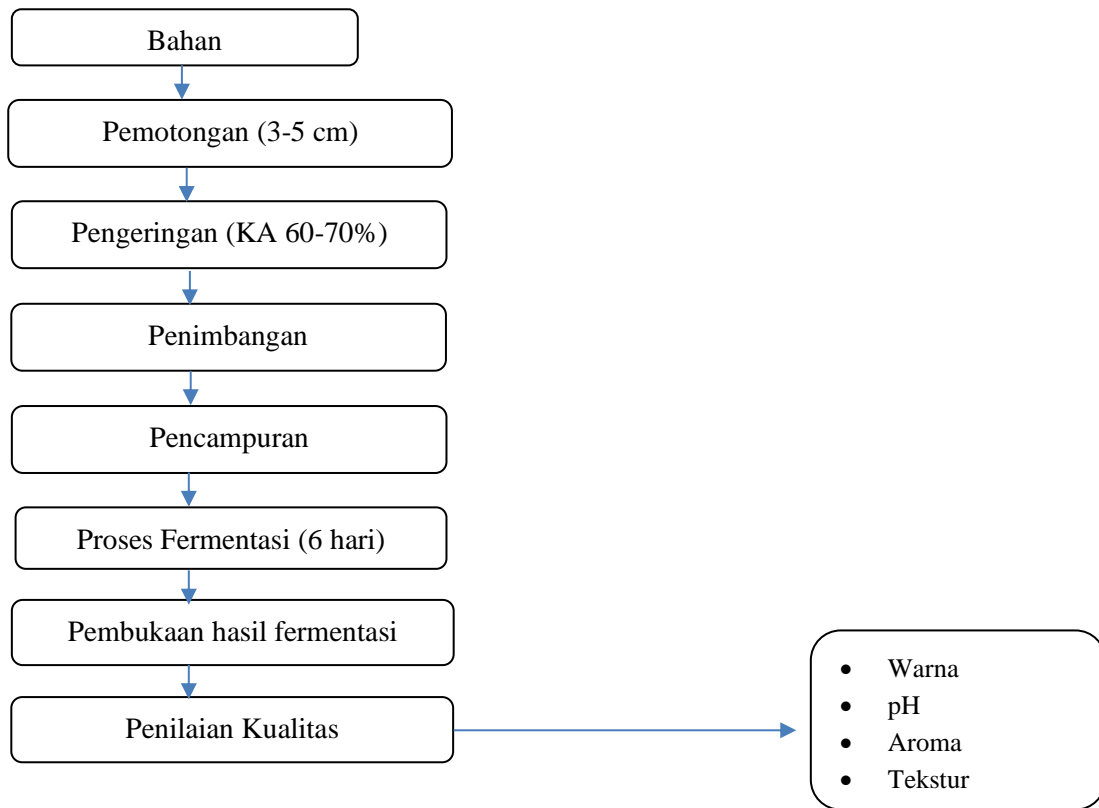 Bahan
Pemotongan (3-5 cm)
Pengeringan (KA 60-70%)
Penimbangan
Pencampuran
Proses Fermentasi (6 hari)
Pembukaan hasil fermentasi
Penilaian Kualitas
• Warna
• pH
• Aroma
• Tekstur